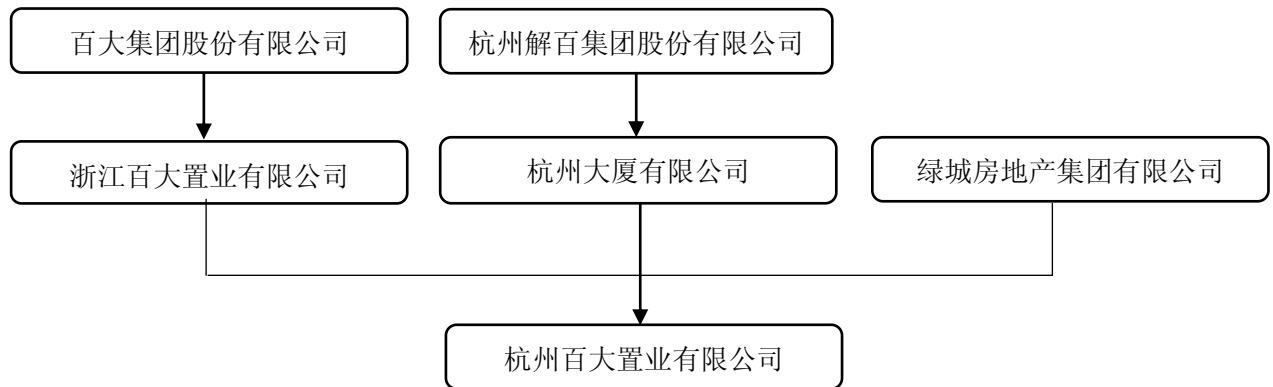 百大集团股份有限公司
杭州解百集团股份有限公司
浙江百大置业有限公司
杭州大厦有限公司
绿城房地产集团有限公司
杭州百大置业有限公司